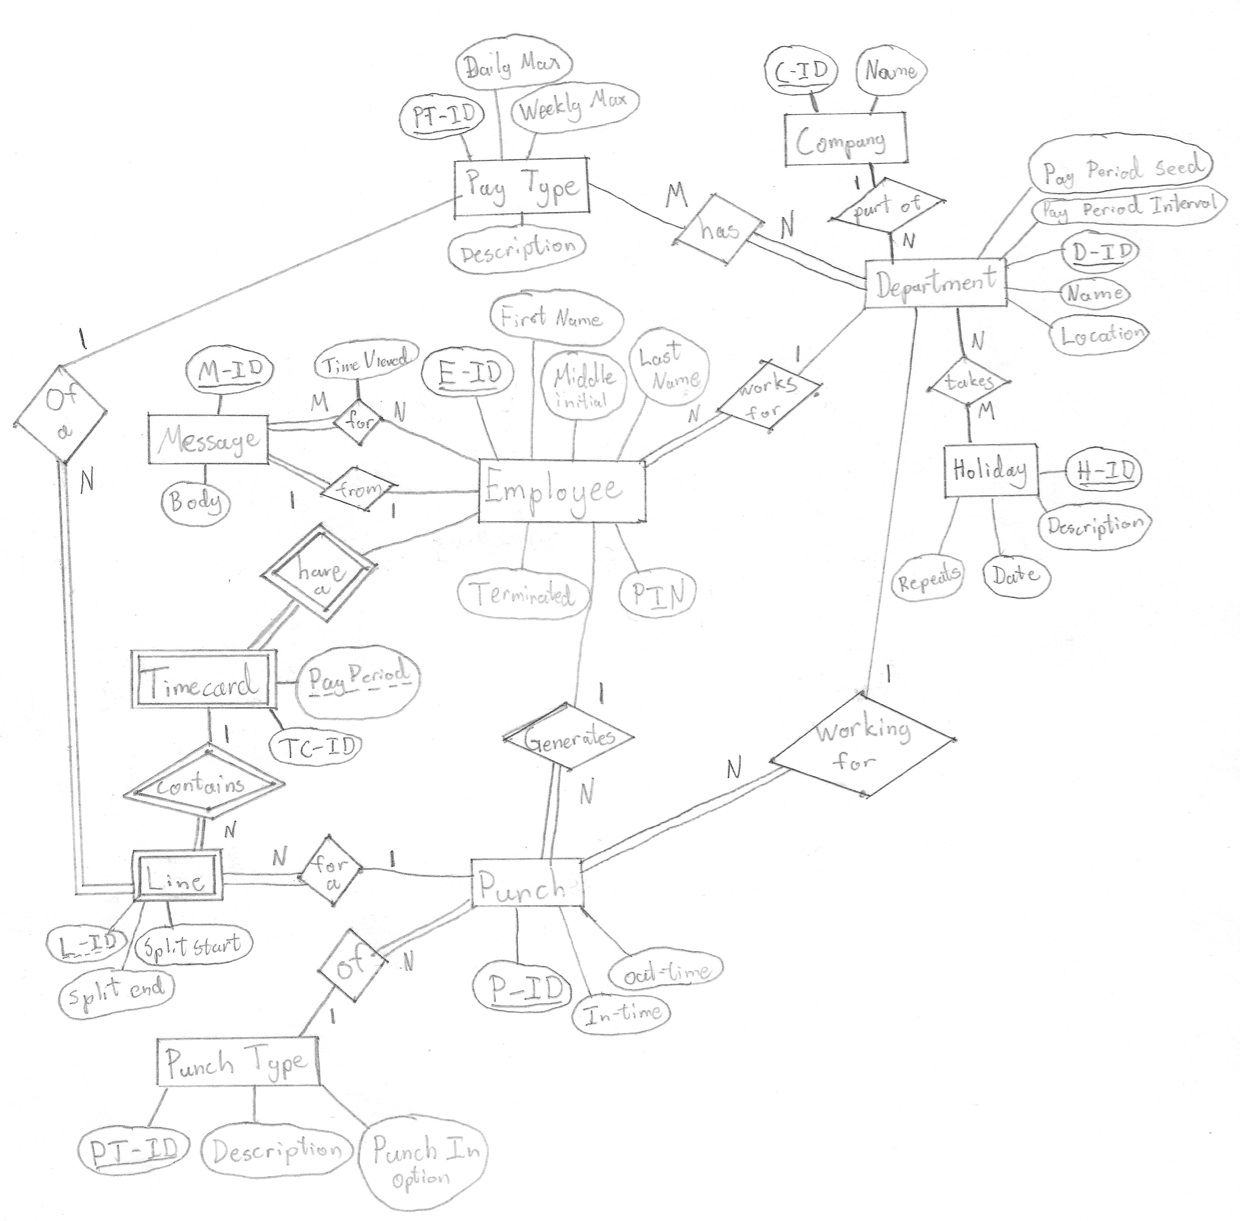 Daily Max
PT-ID
Weekly Max
Pay Type
Description
C-ID
Name
Company
1
part of
N
M
has
N
Pay Period Seed
Pay Period Interval
D-ID
Name
Location
Department
1
Of
a
N
M-ID
Time Viewed
Message
M
for
N
Body
1
from
1
First Name
E-ID
Middle
initial
Last
Name
Employee
Terminated
PIN
1
works
for
N
N
takes
M
Holiday
H-ID
Description
Repeats
Date
have
a
Timecard
Pay Period
TC-ID
1
contains
N
1
Generates
N
1
Working
for
N
Line
N
for
a
1
Punch
L-ID
Split start
Split end
Of
N
1
P-ID
In-time
out-time
Punch Type
PT-ID
Description
Punch In
option